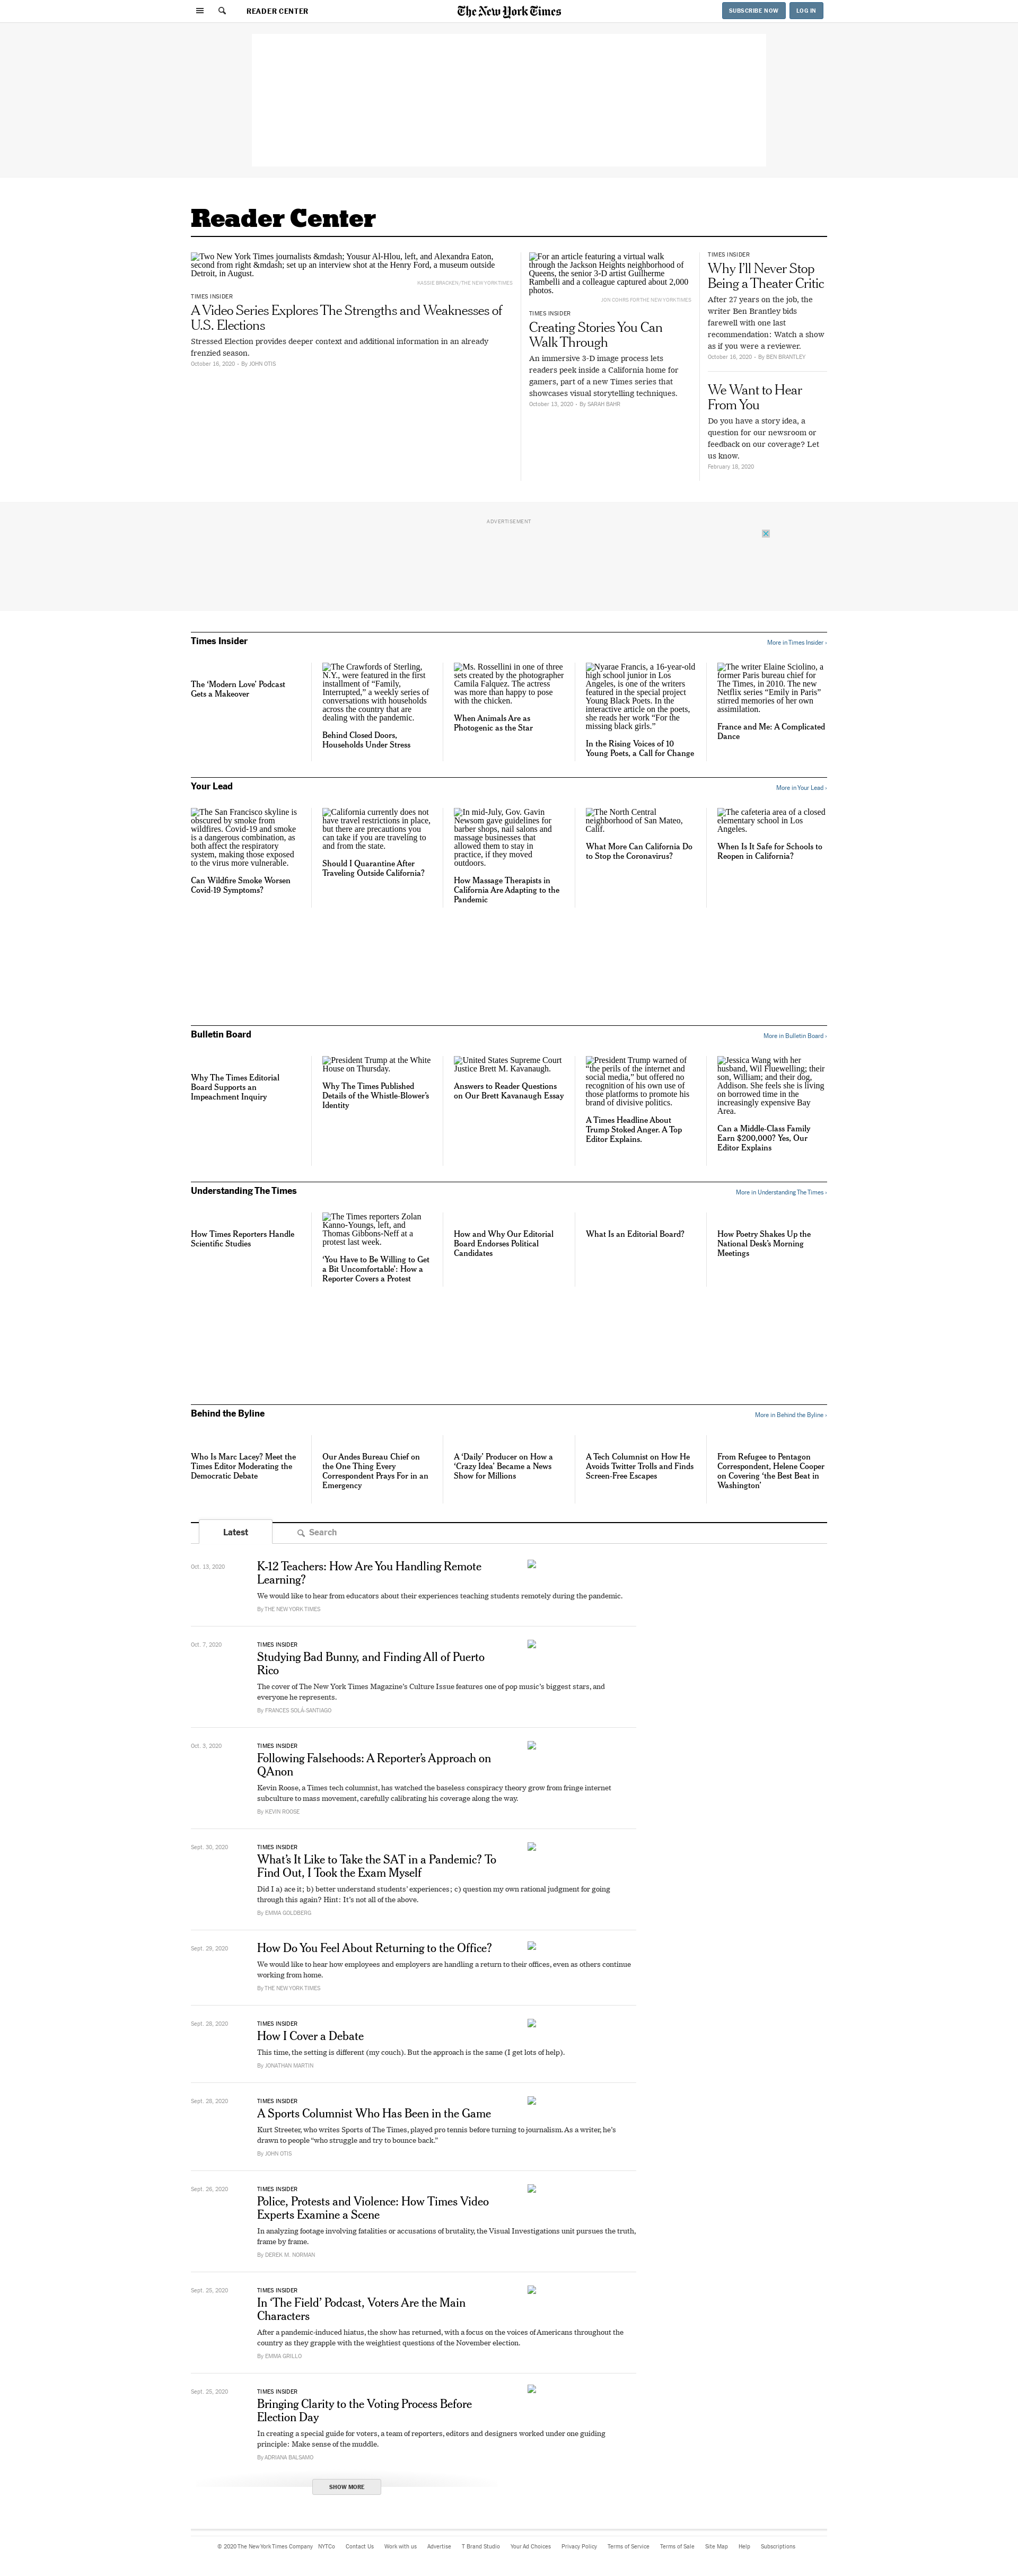 READER CENTER
The New York Times
SUBSCRIBE NOW
LOG IN
Reader Center
Two New York Times journalists &mdash; Yousur Al-Hlou, left, and Alexandra Eaton,
second from right &mdash; set up an interview shot at the Henry Ford, a museum outside
Detroit, in August.
KASSIE BRACKEN/THE NEW YORK TIMES
TIMES INSIDER
A Video Series Explores The Strengths and Weaknesses of
U.S. Elections
Stressed Election provides deeper context and additional information in an already
frenzied season.
October 16, 2020 - By JOHN OTIS
For an article featuring a virtual walk
through the Jackson Heights neighborhood of
Queens, the senior 3-D artist Guilherme
Rambelli and a colleague captured about 2,000
photos.
JON COHRS FOR THE NEW YORK TIMES
TIMES INSIDER
Creating Stories You Can
Walk Through
An immersive 3-D image process lets
readers peek inside a California home for
gamers, part of a new Times series that
showcases visual storytelling techniques.
October 13, 2020 - By SARAH BAHR
TIMES INSIDER
Why I'll Never Stop
Being a Theater Critic
After 27 years on the job, the
writer Ben Brantley bids
farewell with one last
recommendation: Watch a show
as if you were a reviewer.
October 16, 2020 - By BEN BRANTLEY
We Want to Hear
From You
Do you have a story idea, a
question for our newsroom or
feedback on our coverage? Let
us know.
February 18, 2020
ADVERTISEMENT
Times Insider
More in Times Insider ›
The ‘Modern Love’ Podcast
Gets a Makeover
The Crawfords of Sterling,
N.Y., were featured in the first
installment of “Family,
Interrupted,” a weekly series of
conversations with households
across the country that are
dealing with the pandemic.
Behind Closed Doors,
Households Under Stress
Ms. Rossellini in one of three
sets created by the photographer
Camila Falquez. The actress
was more than happy to pose
with the chicken.
When Animals Are as
Photogenic as the Star
Nyarae Francis, a 16-year-old
high school junior in Los
Angeles, is one of the writers
featured in the special project
Young Black Poets. In the
interactive article on the poets,
she reads her work “For the
missing black girls.”
In the Rising Voices of 10
Young Poets, a Call for Change
The writer Elaine Sciolino, a
former Paris bureau chief for
The Times, in 2010. The new
Netflix series “Emily in Paris”
stirred memories of her own
assimilation.
France and Me: A Complicated
Dance
Your Lead
More in Your Lead ›
The San Francisco skyline is
obscured by smoke from
wildfires. Covid-19 and smoke
is a dangerous combination, as
both affect the respiratory
system, making those exposed
to the virus more vulnerable.
Can Wildfire Smoke Worsen
Covid-19 Symptoms?
California currently does not
have travel restrictions in place,
but there are precautions you
can take if you are traveling to
and from the state.
Should I Quarantine After
Traveling Outside California?
In mid-July, Gov. Gavin
Newsom gave guidelines for
barber shops, nail salons and
massage businesses that
allowed them to stay in
practice, if they moved
outdoors.
How Massage Therapists in
California Are Adapting to the
Pandemic
The North Central
neighborhood of San Mateo,
Calif.
What More Can California Do
to Stop the Coronavirus?
The cafeteria area of a closed
elementary school in Los
Angeles.
When Is It Safe for Schools to
Reopen in California?
Bulletin Board
More in Bulletin Board ›
Why The Times Editorial
Board Supports an
Impeachment Inquiry
President Trump at the White
House on Thursday.
Why The Times Published
Details of the Whistle-Blower’s
Identity
United States Supreme Court
Justice Brett M. Kavanaugh.
Answers to Reader Questions
on Our Brett Kavanaugh Essay
President Trump warned of
“the perils of the internet and
social media,” but offered no
recognition of his own use of
those platforms to promote his
brand of divisive politics.
A Times Headline About
Trump Stoked Anger. A Top
Editor Explains.
Jessica Wang with her
husband, Wil Fluewelling; their
son, William; and their dog,
Addison. She feels she is living
on borrowed time in the
increasingly expensive Bay
Area.
Can a Middle-Class Family
Earn $200,000? Yes, Our
Editor Explains
Understanding The Times
More in Understanding The Times ›
How Times Reporters Handle
Scientific Studies
The Times reporters Zolan
Kanno-Youngs, left, and
Thomas Gibbons-Neff at a
protest last week.
‘You Have to Be Willing to Get
a Bit Uncomfortable’: How a
Reporter Covers a Protest
How and Why Our Editorial
Board Endorses Political
Candidates
What Is an Editorial Board?
How Poetry Shakes Up the
National Desk’s Morning
Meetings
Behind the Byline
More in Behind the Byline ›
Who Is Marc Lacey? Meet the
Times Editor Moderating the
Democratic Debate
Our Andes Bureau Chief on
the One Thing Every
Correspondent Prays For in an
Emergency
A ‘Daily’ Producer on How a
‘Crazy Idea’ Became a News
Show for Millions
A Tech Columnist on How He
Avoids Twitter Trolls and Finds
Screen-Free Escapes
From Refugee to Pentagon
Correspondent, Helene Cooper
on Covering ‘the Best Beat in
Washington’
Latest
Search
Oct. 13, 2020
K-12 Teachers: How Are You Handling Remote
Learning?
We would like to hear from educators about their experiences teaching students remotely during the pandemic.
By THE NEW YORK TIMES
Oct. 7, 2020
TIMES INSIDER
Studying Bad Bunny, and Finding All of Puerto
Rico
The cover of The New York Times Magazine’s Culture Issue features one of pop music’s biggest stars, and
everyone he represents.
By FRANCES SOLÁ-SANTIAGO
Oct. 3, 2020
TIMES INSIDER
Following Falsehoods: A Reporter’s Approach on
QAnon
Kevin Roose, a Times tech columnist, has watched the baseless conspiracy theory grow from fringe internet
subculture to mass movement, carefully calibrating his coverage along the way.
By KEVIN ROOSE
Sept. 30, 2020
TIMES INSIDER
What’s It Like to Take the SAT in a Pandemic? To
Find Out, I Took the Exam Myself
Did I a) ace it; b) better understand students’ experiences; c) question my own rational judgment for going
through this again? Hint: It’s not all of the above.
By EMMA GOLDBERG
Sept. 29, 2020
How Do You Feel About Returning to the Office?
We would like to hear how employees and employers are handling a return to their offices, even as others continue
working from home.
By THE NEW YORK TIMES
Sept. 28, 2020
TIMES INSIDER
How I Cover a Debate
This time, the setting is different (my couch). But the approach is the same (I get lots of help).
By JONATHAN MARTIN
Sept. 28, 2020
TIMES INSIDER
A Sports Columnist Who Has Been in the Game
Kurt Streeter, who writes Sports of The Times, played pro tennis before turning to journalism. As a writer, he’s
drawn to people “who struggle and try to bounce back.”
By JOHN OTIS
Sept. 26, 2020
TIMES INSIDER
Police, Protests and Violence: How Times Video
Experts Examine a Scene
In analyzing footage involving fatalities or accusations of brutality, the Visual Investigations unit pursues the truth,
frame by frame.
By DEREK M. NORMAN
Sept. 25, 2020
TIMES INSIDER
In ‘The Field’ Podcast, Voters Are the Main
Characters
After a pandemic-induced hiatus, the show has returned, with a focus on the voices of Americans throughout the
country as they grapple with the weightiest questions of the November election.
By EMMA GRILLO
Sept. 25, 2020
TIMES INSIDER
Bringing Clarity to the Voting Process Before
Election Day
In creating a special guide for voters, a team of reporters, editors and designers worked under one guiding
principle: Make sense of the muddle.
By ADRIANA BALSAMO
SHOW MORE
© 2020 The New York Times Company NYTCo Contact Us Work with us Advertise T Brand Studio Your Ad Choices Privacy Policy Terms of Service Terms of Sale Site Map Help Subscriptions